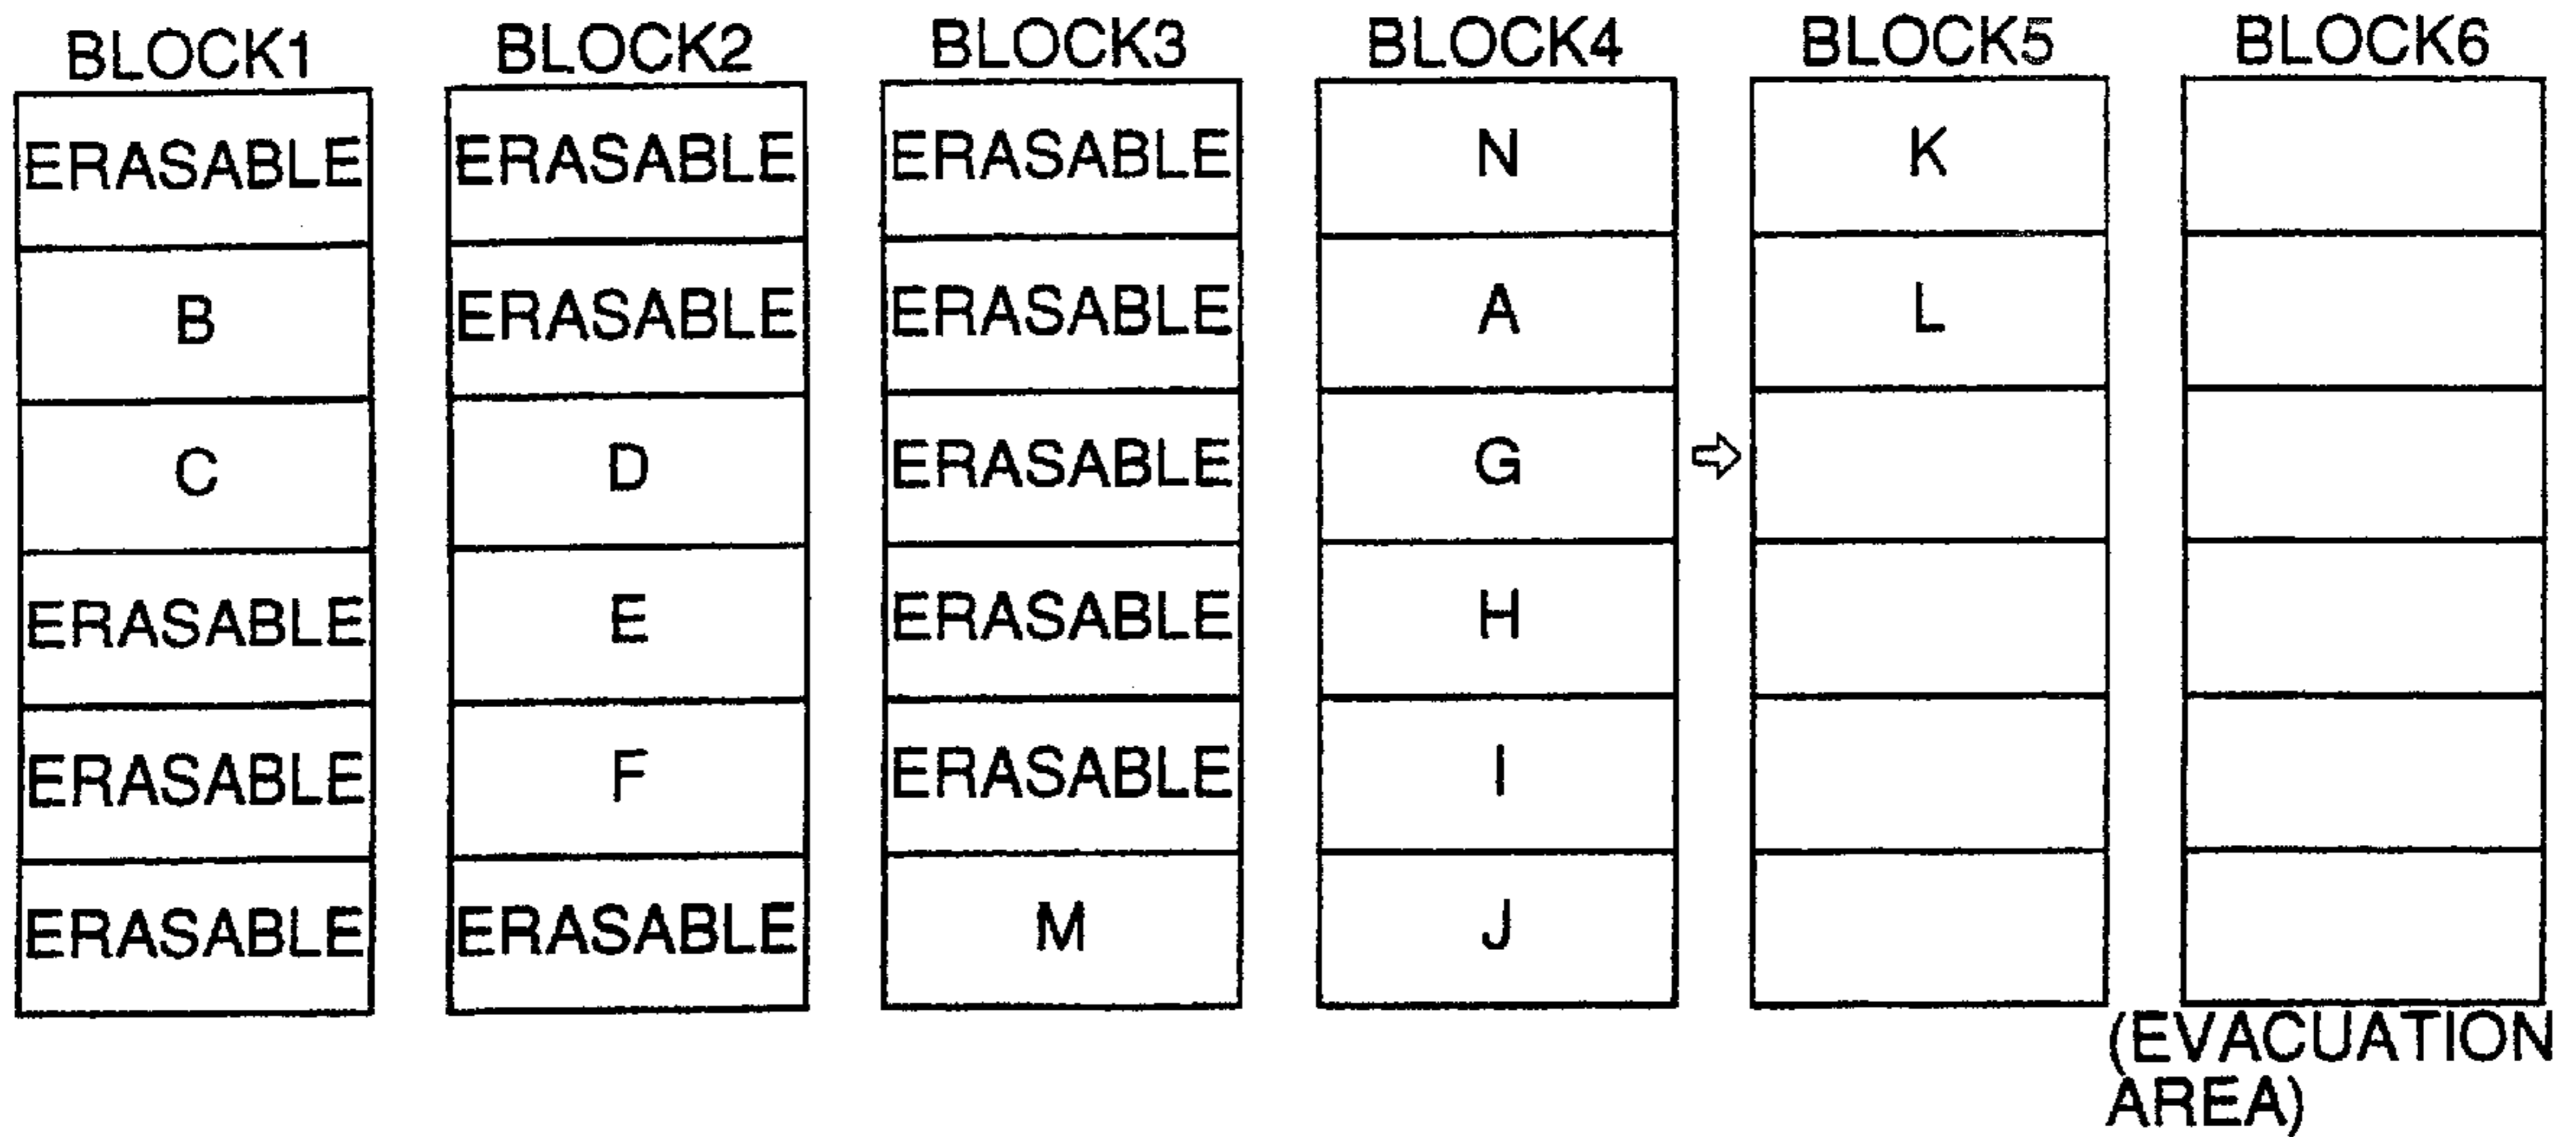 BLOCK1 BLOCK2 BLOCK3 BLOCK4 BLOCK5 BLOCK6
ERASABLE ERASABLE ERASABLE N K
B ERASABLE ERASABLE A L
C D ERASABLE G
ERASABLE E ERASABLE H
ERASABLE F ERASABLE I
ERASABLE ERASABLE M J
(EVACUATION
AREA)